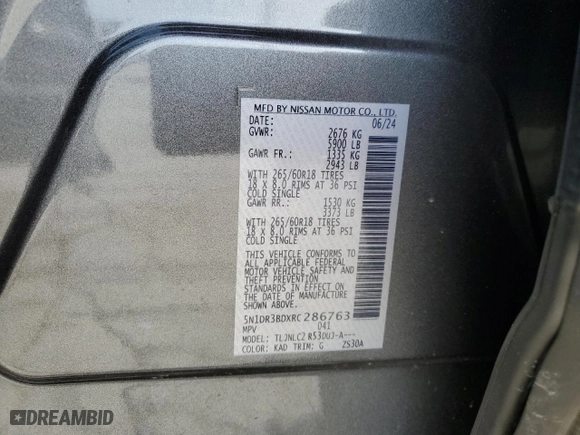 MFD BY NISSAN MOTOR CO., LTD.
DATE: 06/24
GVWR: 2676 KG
5900 LB
GAWR FR.: 1335 KG
2943 LB
WITH 265/60R18 TIRES
18 x 8.0 RIMS AT 36 PSI
COLD SINGLE
GAWR RR.: 1530 KG
3373 LB
WITH 265/60R18 TIRES
18 x 8.0 RIMS AT 36 PSI
COLD SINGLE
THIS VEHICLE CONFORMS TO
ALL APPLICABLE FEDERAL
MOTOR VEHICLE SAFETY AND
THEFT PREVENTION
STANDARDS IN EFFECT ON
THE DATE OF MANUFACTURE
SHOWN ABOVE.
5N1DR3BDXRC286763
MPV 041
MODEL: TLJNLC2
COLOR: KAD TRIM: G ZS30A
DREAMBID